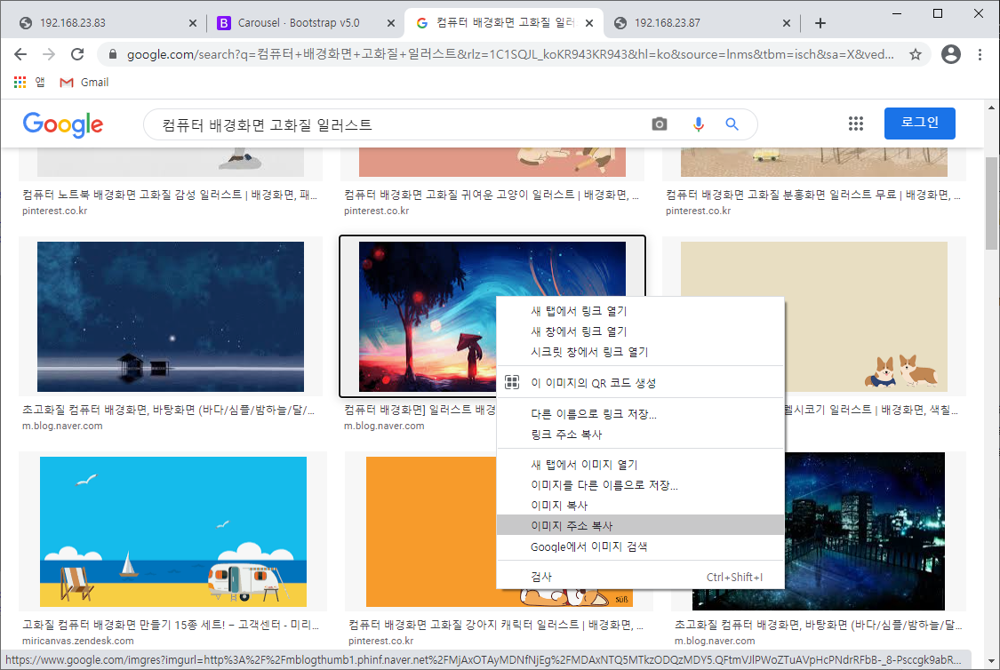 192.168.23.83
B Carousel · Bootstrap v5.0
컴퓨터 배경화면 고화질 일러
192.168.23.87
google.com/search?q=컴퓨터+배경화면+고화질+일러스트&rlz=1C1SQJL_koKR943KR943&hl=ko&source=lnms&tbm=isch&sa=X&ved...
앱
Gmail
Google
컴퓨터 배경화면 고화질 일러스트
로그인
컴퓨터 노트북 배경화면 고화질 감성 일러스트 | 배경화면, 패...
pinterest.co.kr
컴퓨터 배경화면 고화질 귀여운 고양이 일러스트 | 배경화면, ...
pinterest.co.kr
컴퓨터 배경화면 고화질 분홍화면 일러스트 무료 | 배경화면, ...
pinterest.co.kr
초고화질 컴퓨터 배경화면, 바탕화면 (바다/심플/밤하늘/달/...
m.blog.naver.com
컴퓨터 배경화면] 일러스트 배경
m.blog.naver.com
웰시코기 일러스트 | 배경화면, 색칠...
새 탭에서 링크 열기
새 창에서 링크 열기
시크릿 창에서 링크 열기
이 이미지의 QR 코드 생성
다른 이름으로 링크 저장...
링크 주소 복사
새 탭에서 이미지 열기
이미지를 다른 이름으로 저장...
이미지 복사
이미지 주소 복사
Google에서 이미지 검색
검사 Ctrl+Shift+I
süß
고화질 컴퓨터 배경화면 만들기 15종 세트! – 고객센터 - 미리...
miricanvas.zendesk.com
컴퓨터 배경화면 고화질 강아지 캐릭터 일러스트 | 배경화면, ...
pinterest.co.kr
초고화질 컴퓨터 배경화면, 바탕화면 (바다/심플/밤하늘/달/...
m.blog.naver.com
https://www.google.com/imgres?imgurl=http%3A%2F%2Fmblogthumb1.phinf.naver.net%2FMjAxOTAyMDNfNjEg%2FMDAxNTQ5MTkzODQzMDY5.QFtmVJlPWoZTuAVpHcPNdrRFbB-_8-Psccgk9abR...